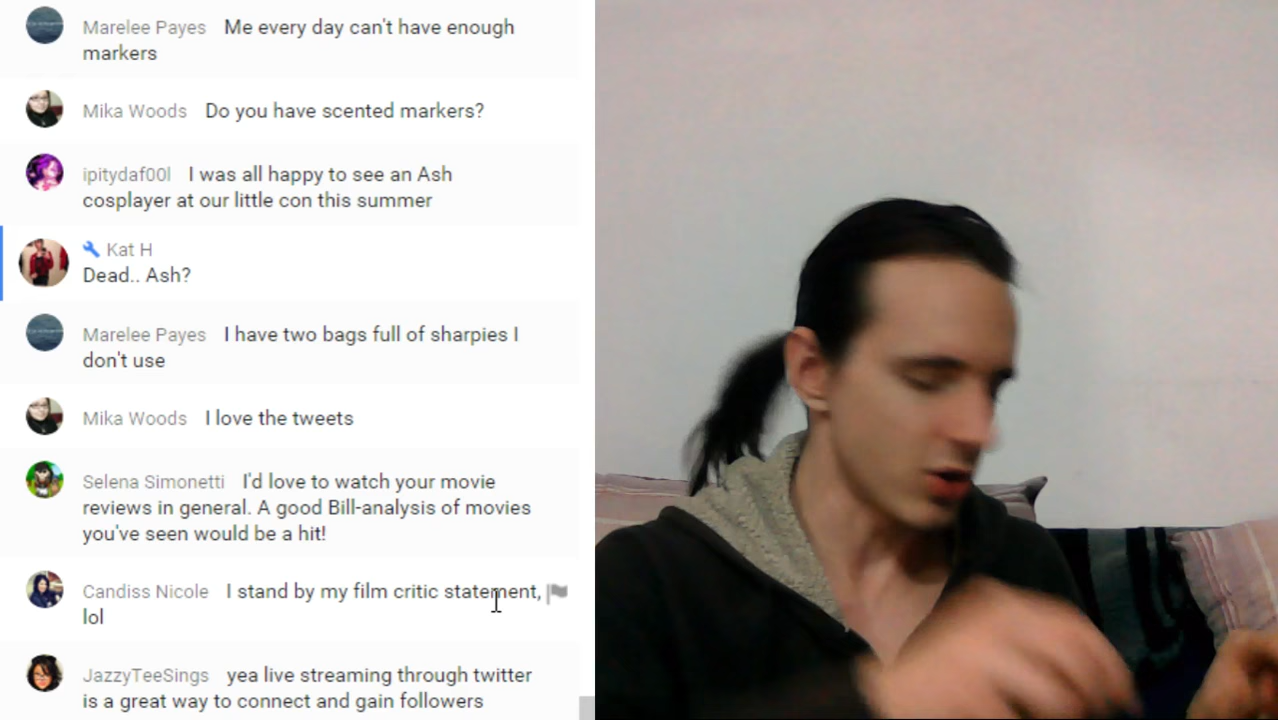 Marelee Payes Me every day can't have enough
markers
Mika Woods Do you have scented markers?
ipitydaf00l I was all happy to see an Ash
cosplayer at our little con this summer
Kat H
Dead.. Ash?
Marelee Payes I have two bags full of sharpies I
don't use
Mika Woods I love the tweets
Selena Simonetti I'd love to watch your movie
reviews in general. A good Bill-analysis of movies
you've seen would be a hit!
Candiss Nicole I stand by my film critic statement,
lol
JazzyTeeSings yea live streaming through twitter
is a great way to connect and gain followers